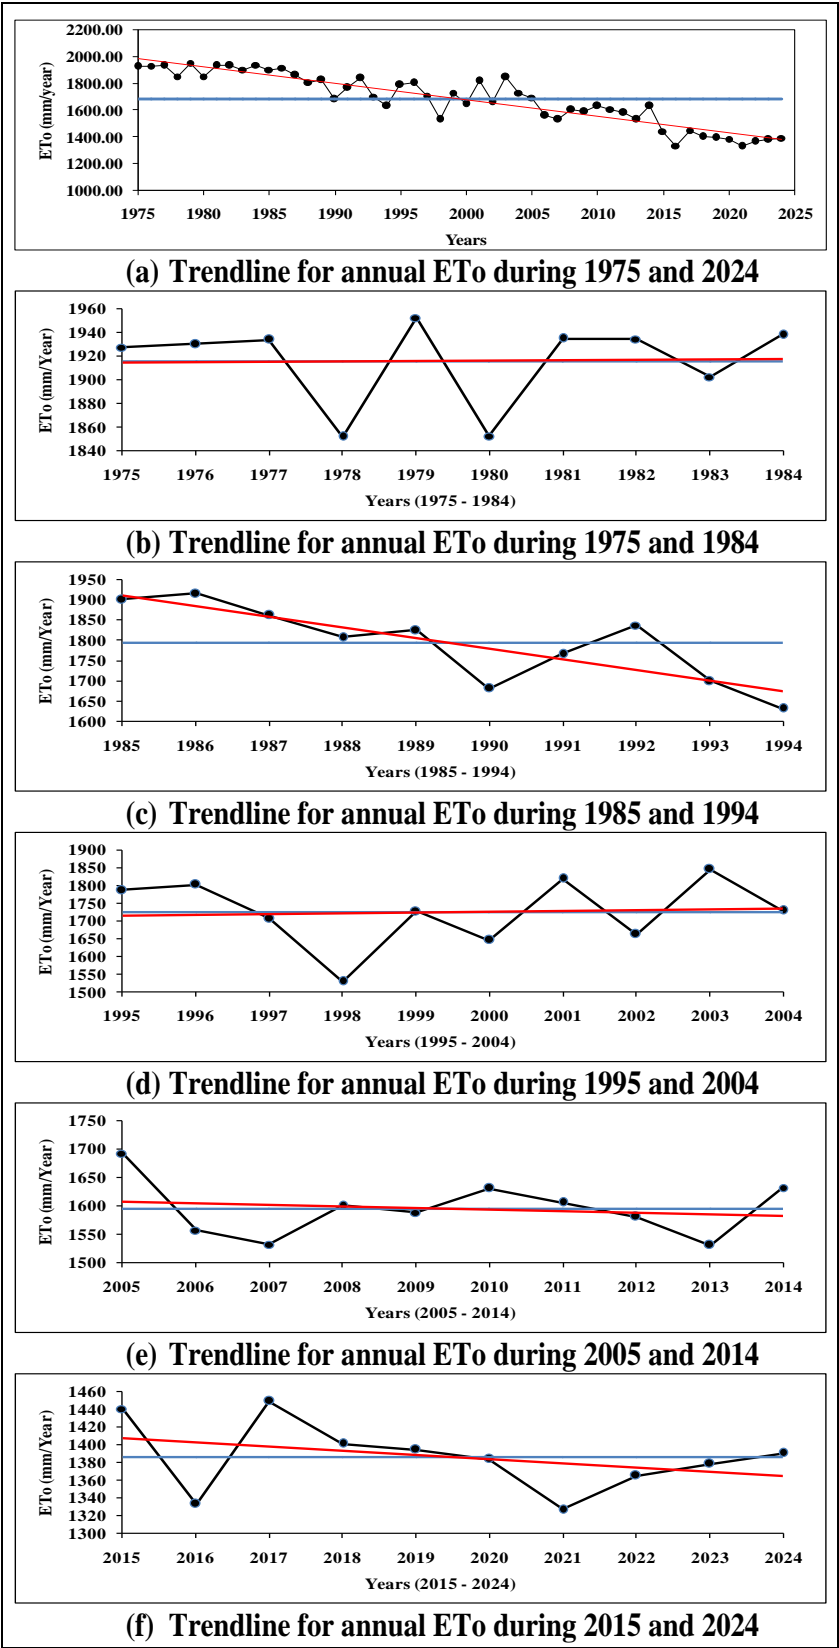 2200.00
2000.00
1800.00
1600.00
1400.00
1200.00
1000.00
ETo (mm/year)
1975 1980 1985 1990 1995 2000 2005 2010 2015 2020 2025
Years
(a) Trendline for annual ETo during 1975 and 2024
1960
1940
1920
1900
1880
1860
1840
ETo (mm/Year)
1975 1976 1977 1978 1979 1980 1981 1982 1983 1984
Years (1975 - 1984)
(b) Trendline for annual ETo during 1975 and 1984
1950
1900
1850
1800
1750
1700
1650
1600
ETo (mm/Year)
1985 1986 1987 1988 1989 1990 1991 1992 1993 1994
Years (1985 - 1994)
(c) Trendline for annual ETo during 1985 and 1994
1900
1850
1800
1750
1700
1650
1600
1550
1500
ETo (mm/Year)
1995 1996 1997 1998 1999 2000 2001 2002 2003 2004
Years (1995 - 2004)
(d) Trendline for annual ETo during 1995 and 2004
1750
1700
1650
1600
1550
1500
ETo (mm/Year)
2005 2006 2007 2008 2009 2010 2011 2012 2013 2014
Years (2005 - 2014)
(e) Trendline for annual ETo during 2005 and 2014
1460
1440
1420
1400
1380
1360
1340
1320
1300
ETo (mm/Year)
2015 2016 2017 2018 2019 2020 2021 2022 2023 2024
Years (2015 - 2024)
(f) Trendline for annual ETo during 2015 and 2024